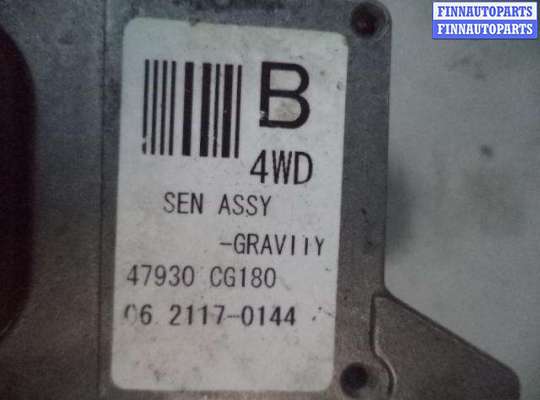 FINNAUTOPARTS
FINNAUTOPARTS
B
4WD
SEN ASSY
-GRAVITY
47930 CG180
06.2117-0144